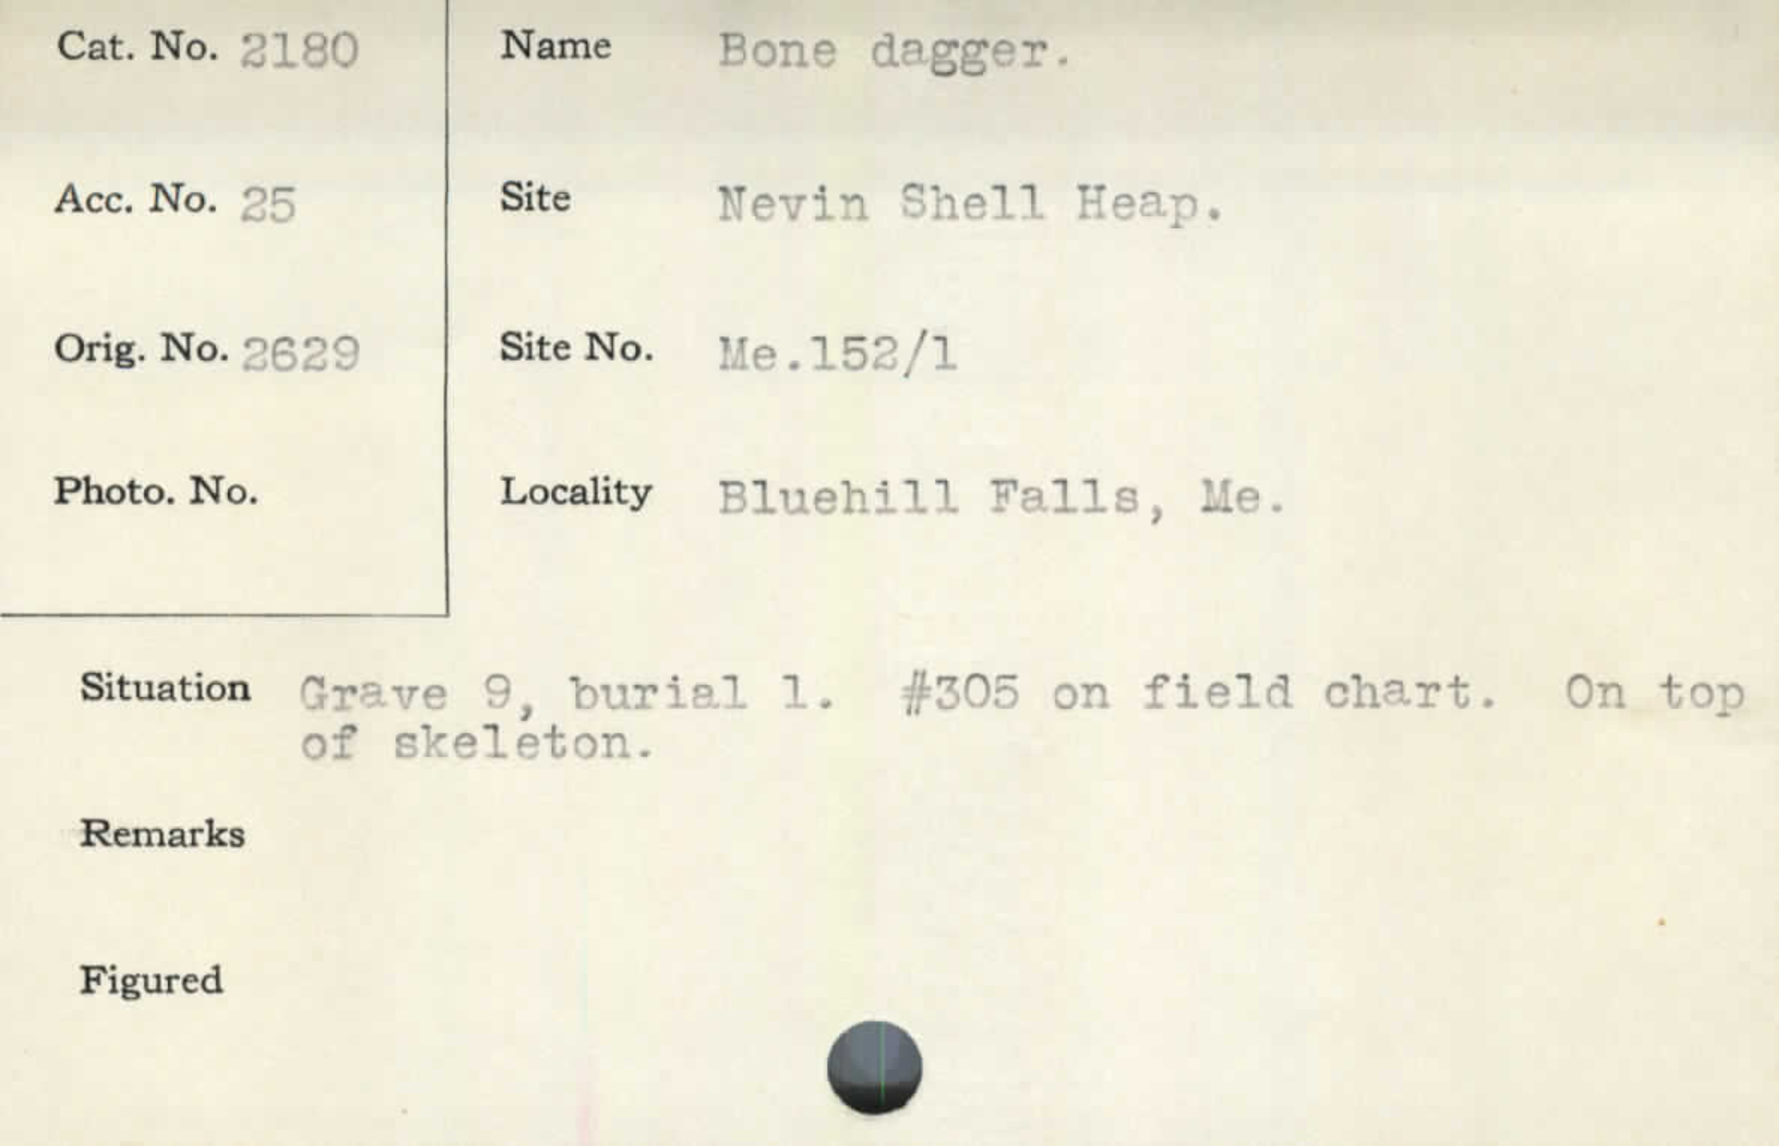 Cat. No. 2180
Name Bone dagger.
Acc. No. 25
Site Nevin Shell Heap.
Orig. No. 2629
Site No. Me.152/1
Photo. No.
Locality Bluehill Falls, Me.
Situation Grave 9, burial 1. #305 on field chart. On top
of skeleton.
Remarks
Figured